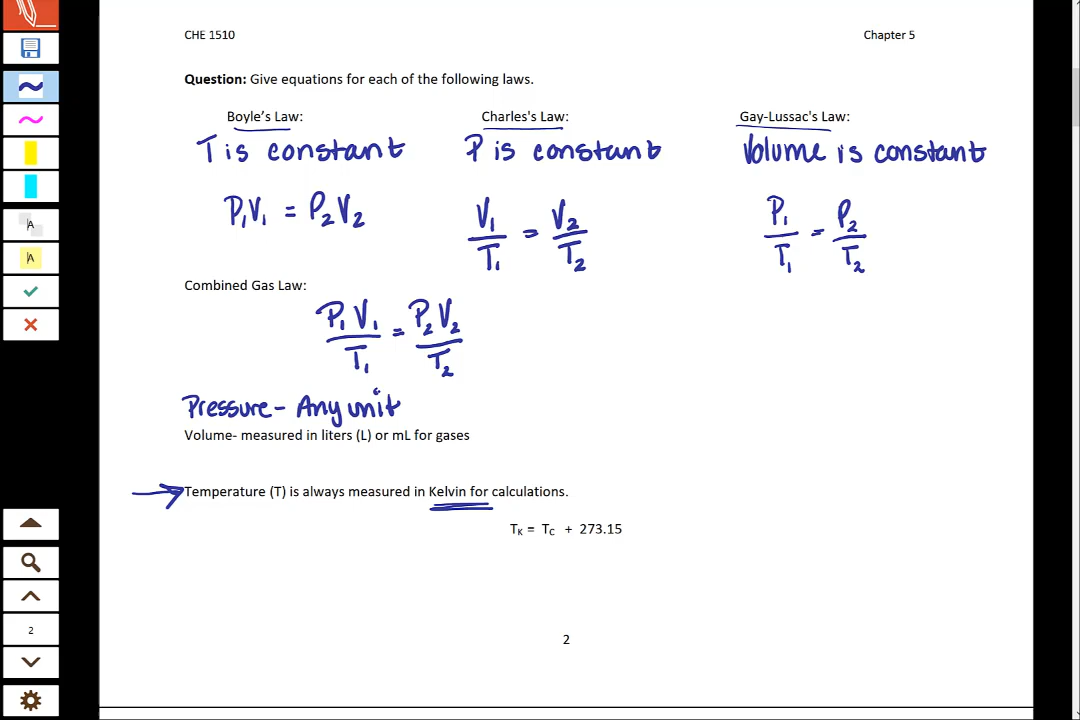 CHE 1510 Chapter 5
Question: Give equations for each of the following laws.
Boyle's Law: Charles's Law: Gay-Lussac's Law:
T is constant P is constant Volume is constant
P₁V₁ = P₂V₂ V₁/T₁ = V₂/T₂ P₁/T₁ = P₂/T₂
Combined Gas Law:
P₁V₁/T₁ = P₂V₂/T₂
Pressure- Any unit
Volume- measured in liters (L) or mL for gases
Temperature (T) is always measured in Kelvin for calculations.
T_K = T_C + 273.15
2
A
A
2